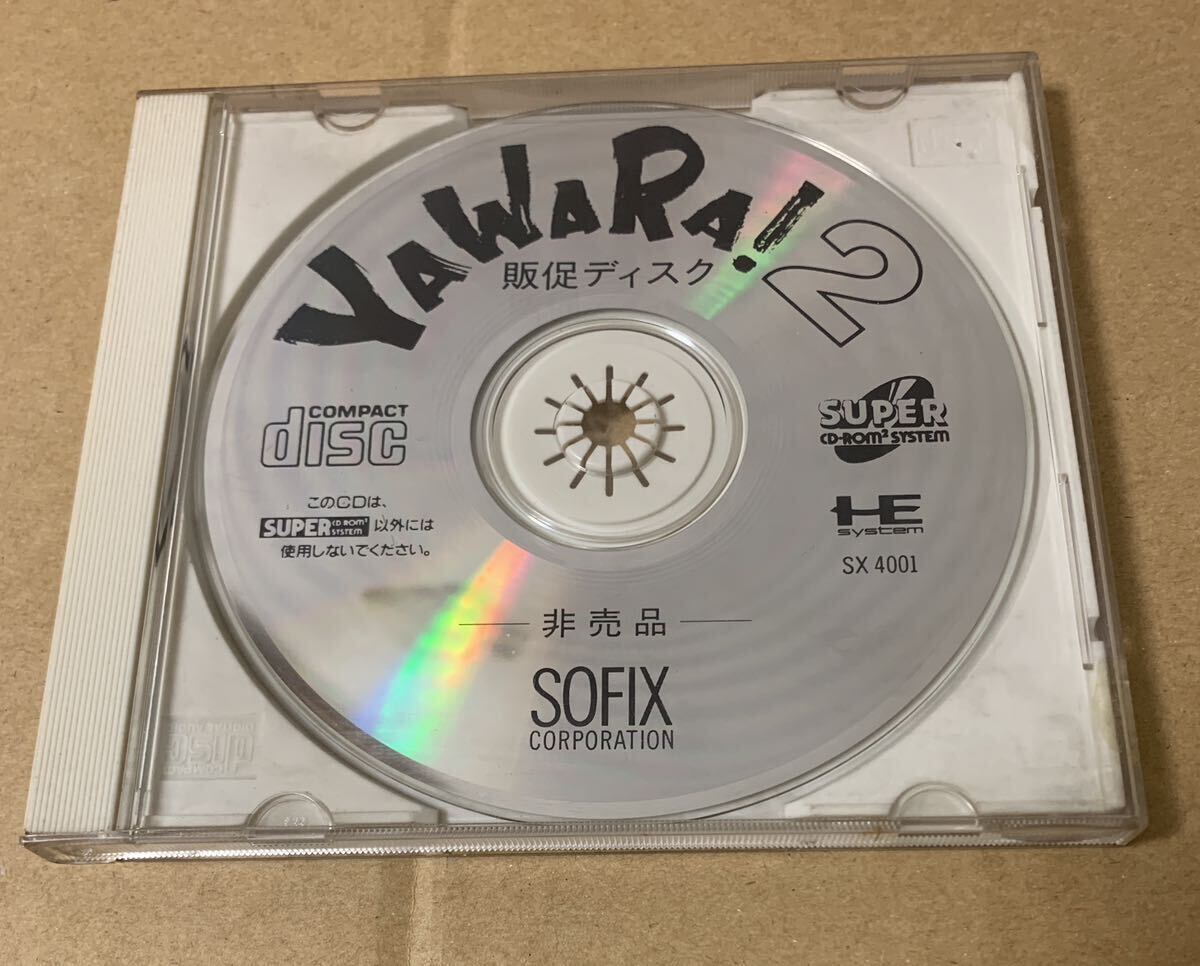 YAWARA! 2
販促ディスク
COMPACT
disc
SUPER
CD-ROM² SYSTEM
このCDは、
SUPER CD ROM² SYSTEM 以外には
使用しないでください。
HE
system
SX 4001
非売品
SOFIX
CORPORATION